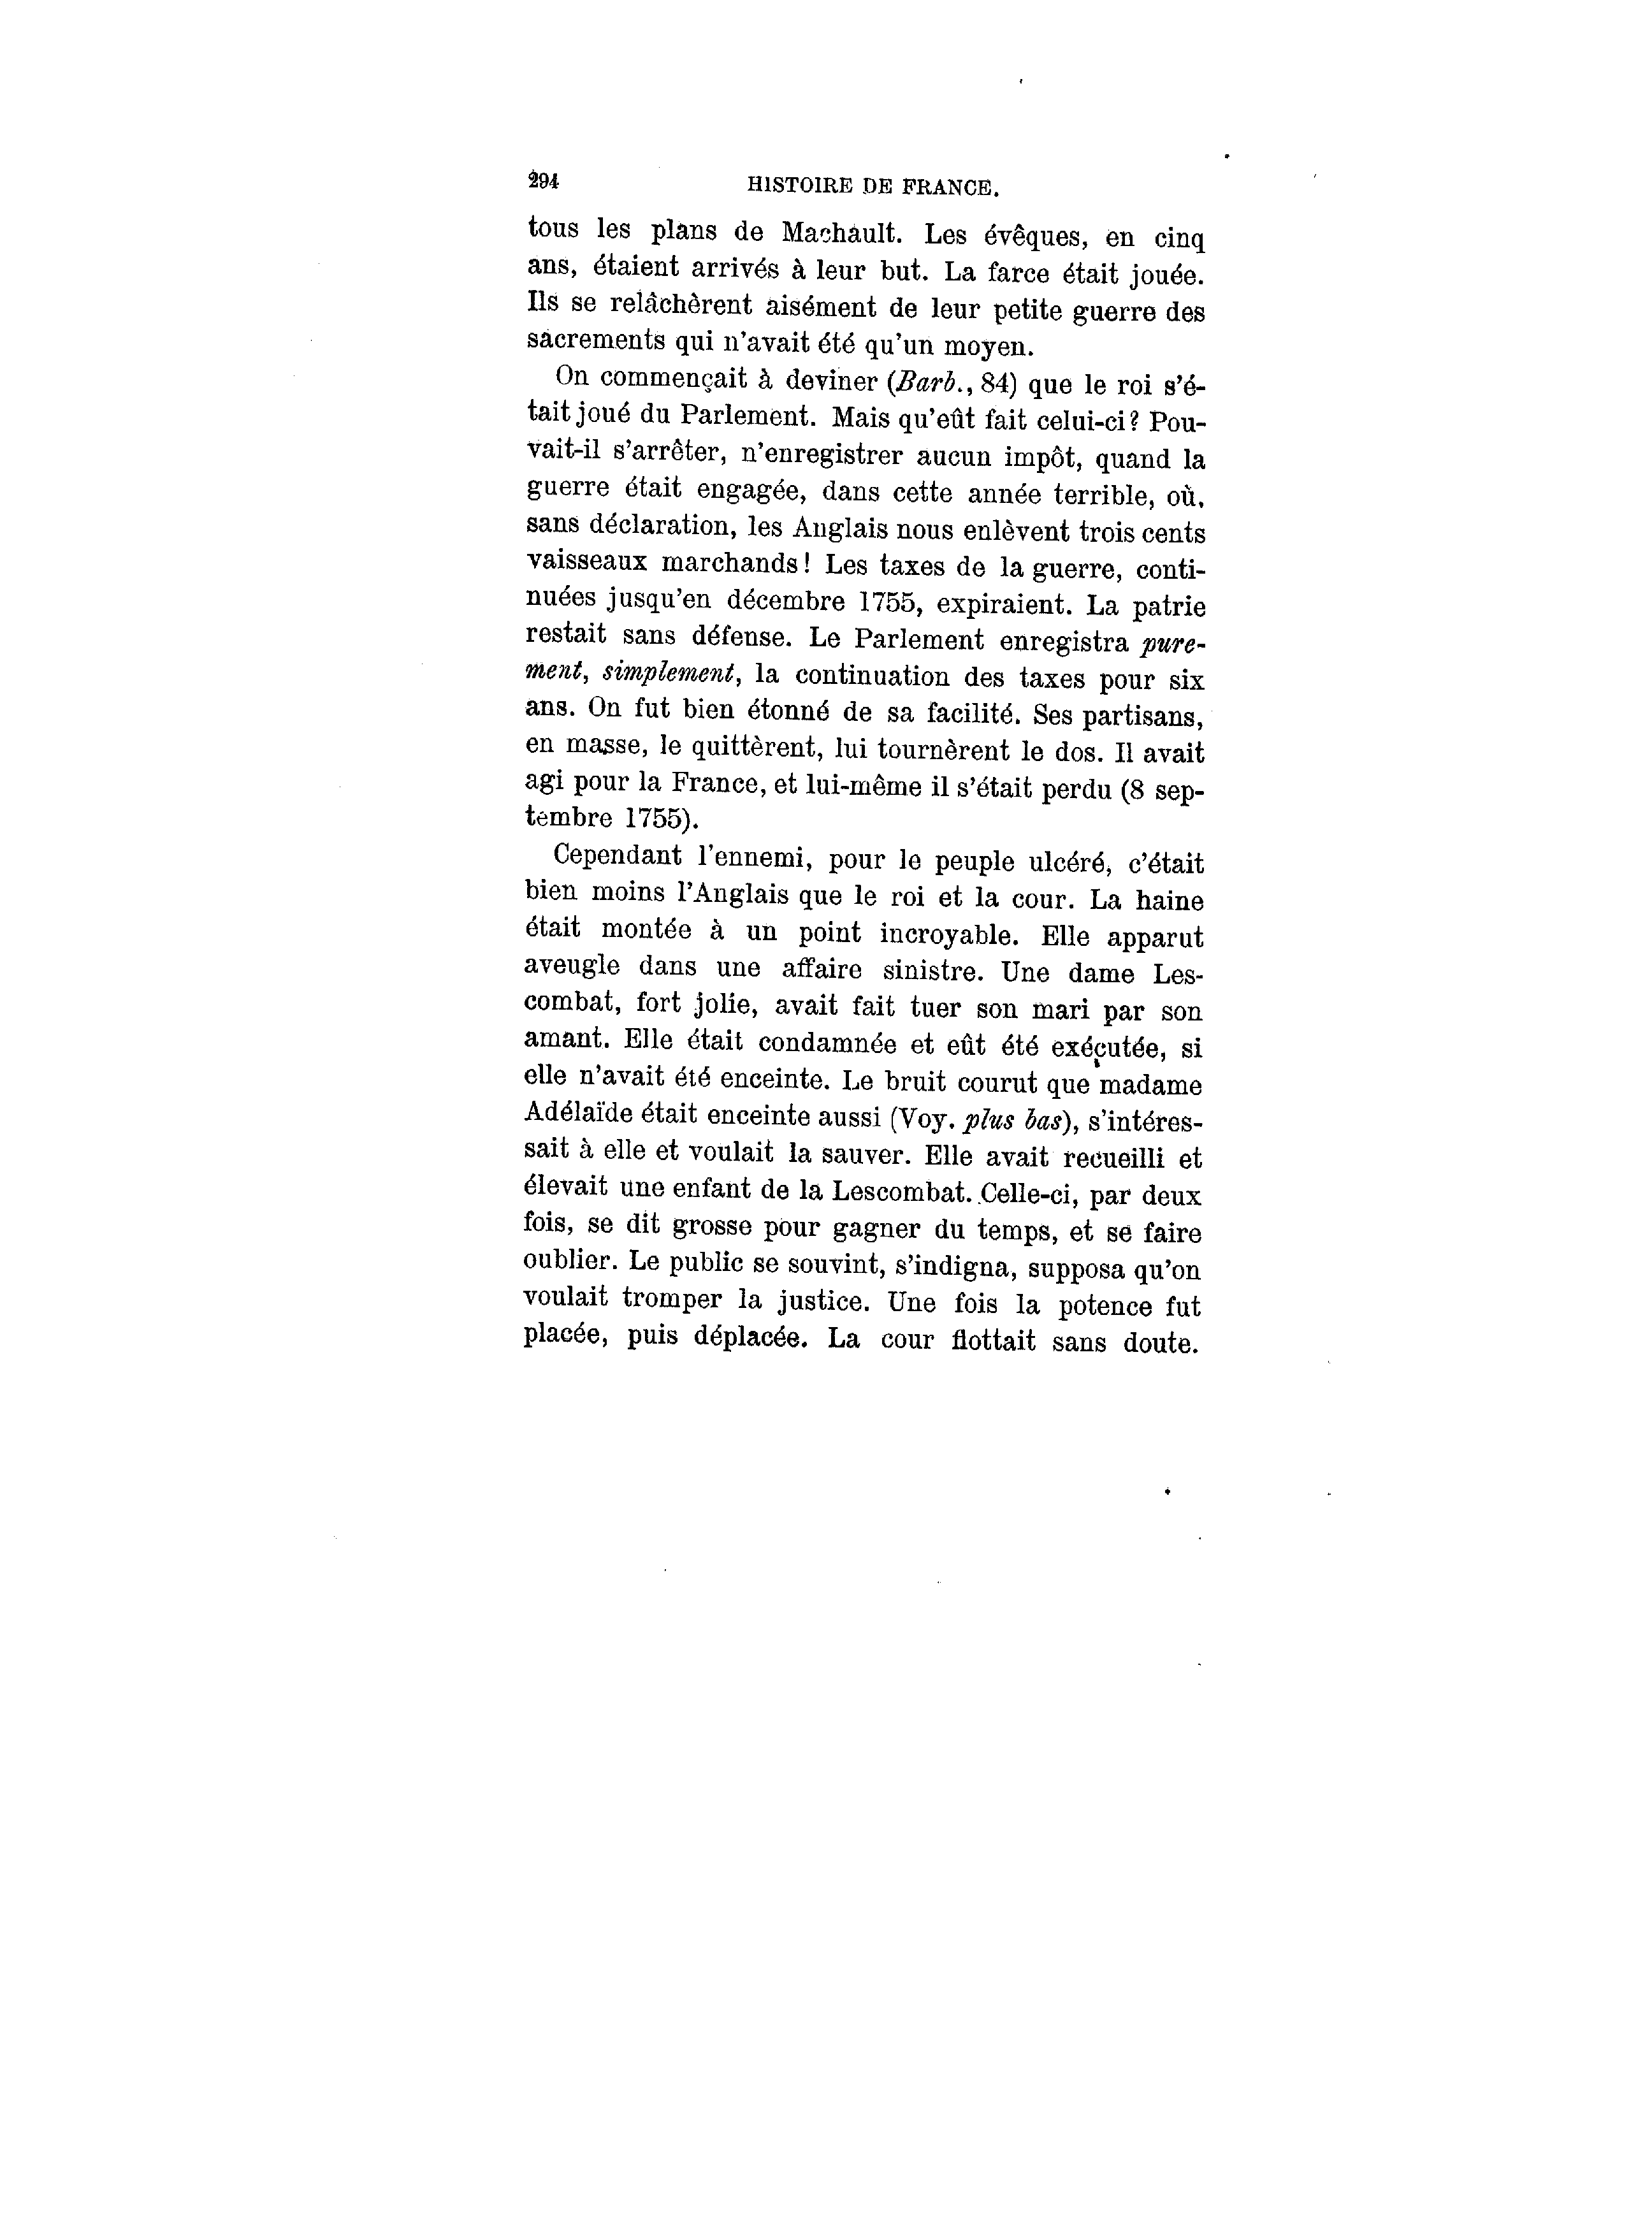 294 HISTOIRE DE FRANCE.
tous les plans de Machault. Les évêques, en cinq
ans, étaient arrivés à leur but. La farce était jouée.
Ils se relâchèrent aisément de leur petite guerre des
sacrements qui n'avait été qu'un moyen.
On commençait à deviner (Barb., 84) que le roi s'é-
tait joué du Parlement. Mais qu'eût fait celui-ci? Pou-
vait-il s'arrêter, n'enregistrer aucun impôt, quand la
guerre était engagée, dans cette année terrible, où,
sans déclaration, les Anglais nous enlèvent trois cents
vaisseaux marchands! Les taxes de la guerre, conti-
nuées jusqu'en décembre 1755, expiraient. La patrie
restait sans défense. Le Parlement enregistra pure-
ment, simplement, la continuation des taxes pour six
ans. On fut bien étonné de sa facilité. Ses partisans,
en masse, le quittèrent, lui tournèrent le dos. Il avait
agi pour la France, et lui-même il s'était perdu (8 sep-
tembre 1755).
Cependant l'ennemi, pour le peuple ulcéré, c'était
bien moins l'Anglais que le roi et la cour. La haine
était montée à un point incroyable. Elle apparut
aveugle dans une affaire sinistre. Une dame Les-
combat, fort jolie, avait fait tuer son mari par son
amant. Elle était condamnée et eût été exécutée, si
elle n'avait été enceinte. Le bruit courut que madame
Adélaïde était enceinte aussi (Voy. plus bas), s'intéres-
sait à elle et voulait la sauver. Elle avait recueilli et
élevait une enfant de la Lescombat. Celle-ci, par deux
fois, se dit grosse pour gagner du temps, et se faire
oublier. Le public se souvint, s'indigna, supposa qu'on
voulait tromper la justice. Une fois la potence fut
placée, puis déplacée. La cour flottait sans doute.